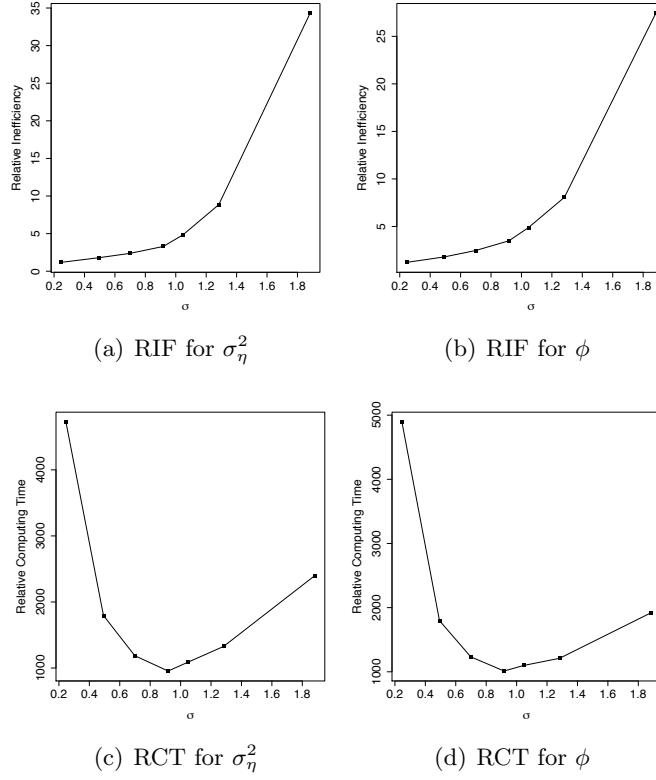 Relative Inefficiency
0 5 10 15 20 25 30 35
0.2 0.4 0.6 0.8 1.0 1.2 1.4 1.6 1.8
σ
(a) RIF for σ²_η
Relative Inefficiency
5 10 15 20 25
0.2 0.4 0.6 0.8 1.0 1.2 1.4 1.6 1.8
σ
(b) RIF for ϕ
Relative Computing Time
1000 2000 3000 4000
0.2 0.4 0.6 0.8 1.0 1.2 1.4 1.6 1.8
σ
(c) RCT for σ²_η
Relative Computing Time
1000 2000 3000 4000 5000
0.2 0.4 0.6 0.8 1.0 1.2 1.4 1.6 1.8
σ
(d) RCT for ϕ